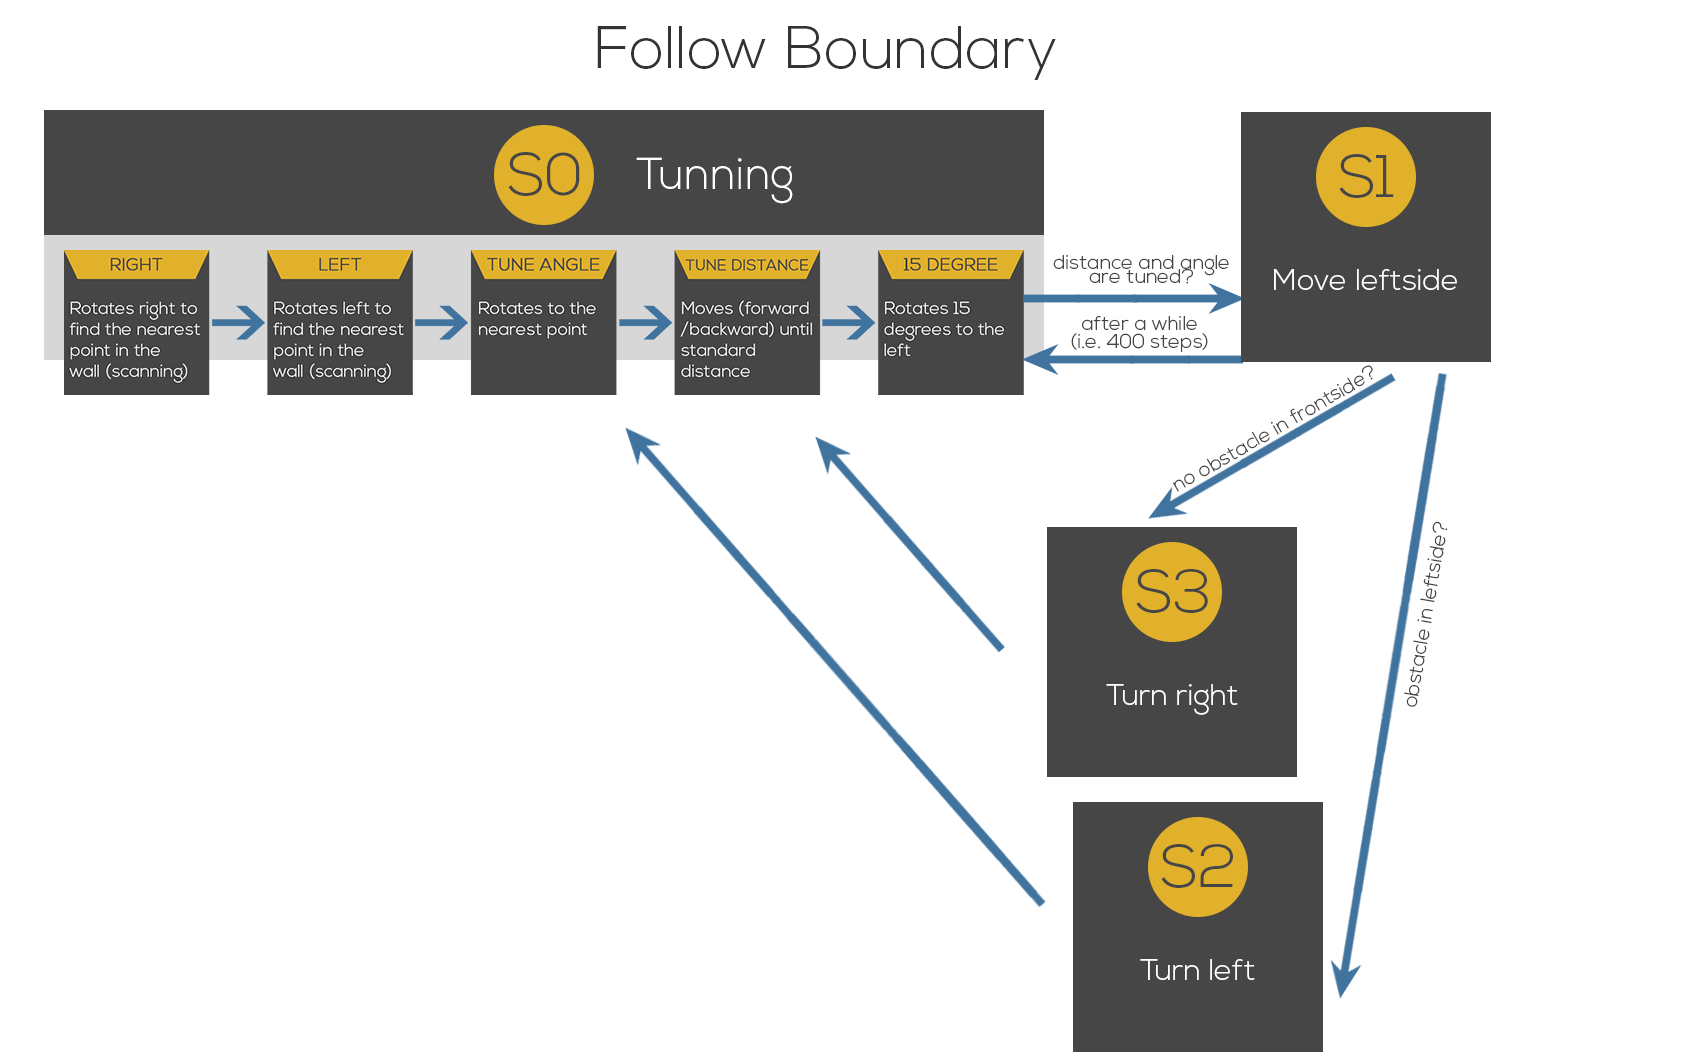 Follow Boundary
S0
Tunning
RIGHT
Rotates right to
find the nearest
point in the
wall (scanning)
LEFT
Rotates left to
find the nearest
point in the
wall (scanning)
TUNE ANGLE
Rotates to the
nearest point
TUNE DISTANCE
Moves (forward
/backward) until
standard
distance
15 DEGREE
Rotates 15
degrees to the
left
distance and angle
are tuned?
after a while
(i.e. 400 steps)
S1
Move leftside
no obstacle in frontside?
obstacle in leftside?
S3
Turn right
S2
Turn left